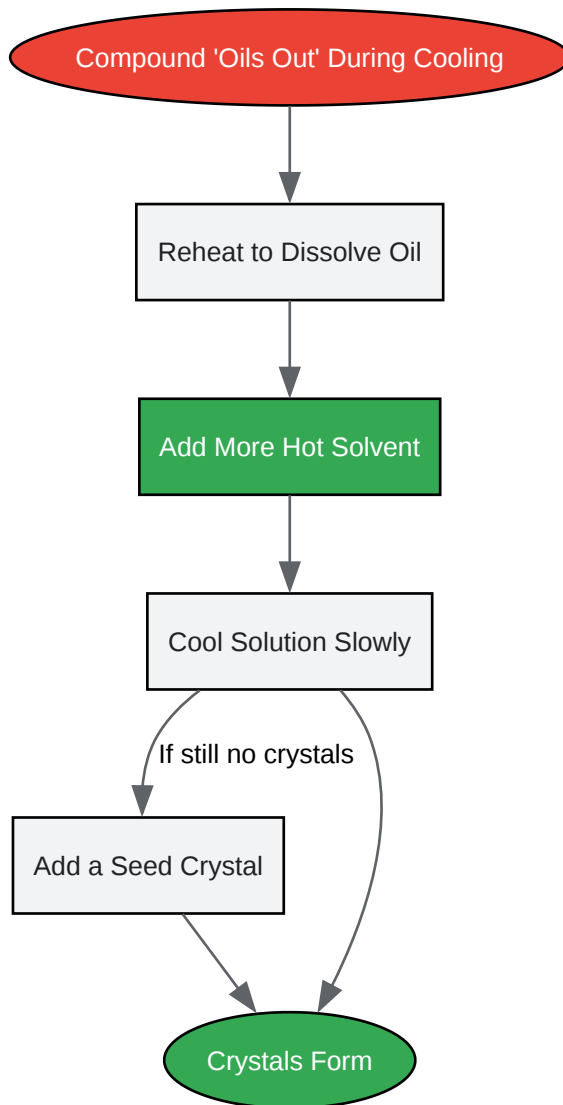 Compound 'Oils Out' During Cooling
Reheat to Dissolve Oil
Add More Hot Solvent
Cool Solution Slowly
If still no crystals
Add a Seed Crystal
Crystals Form